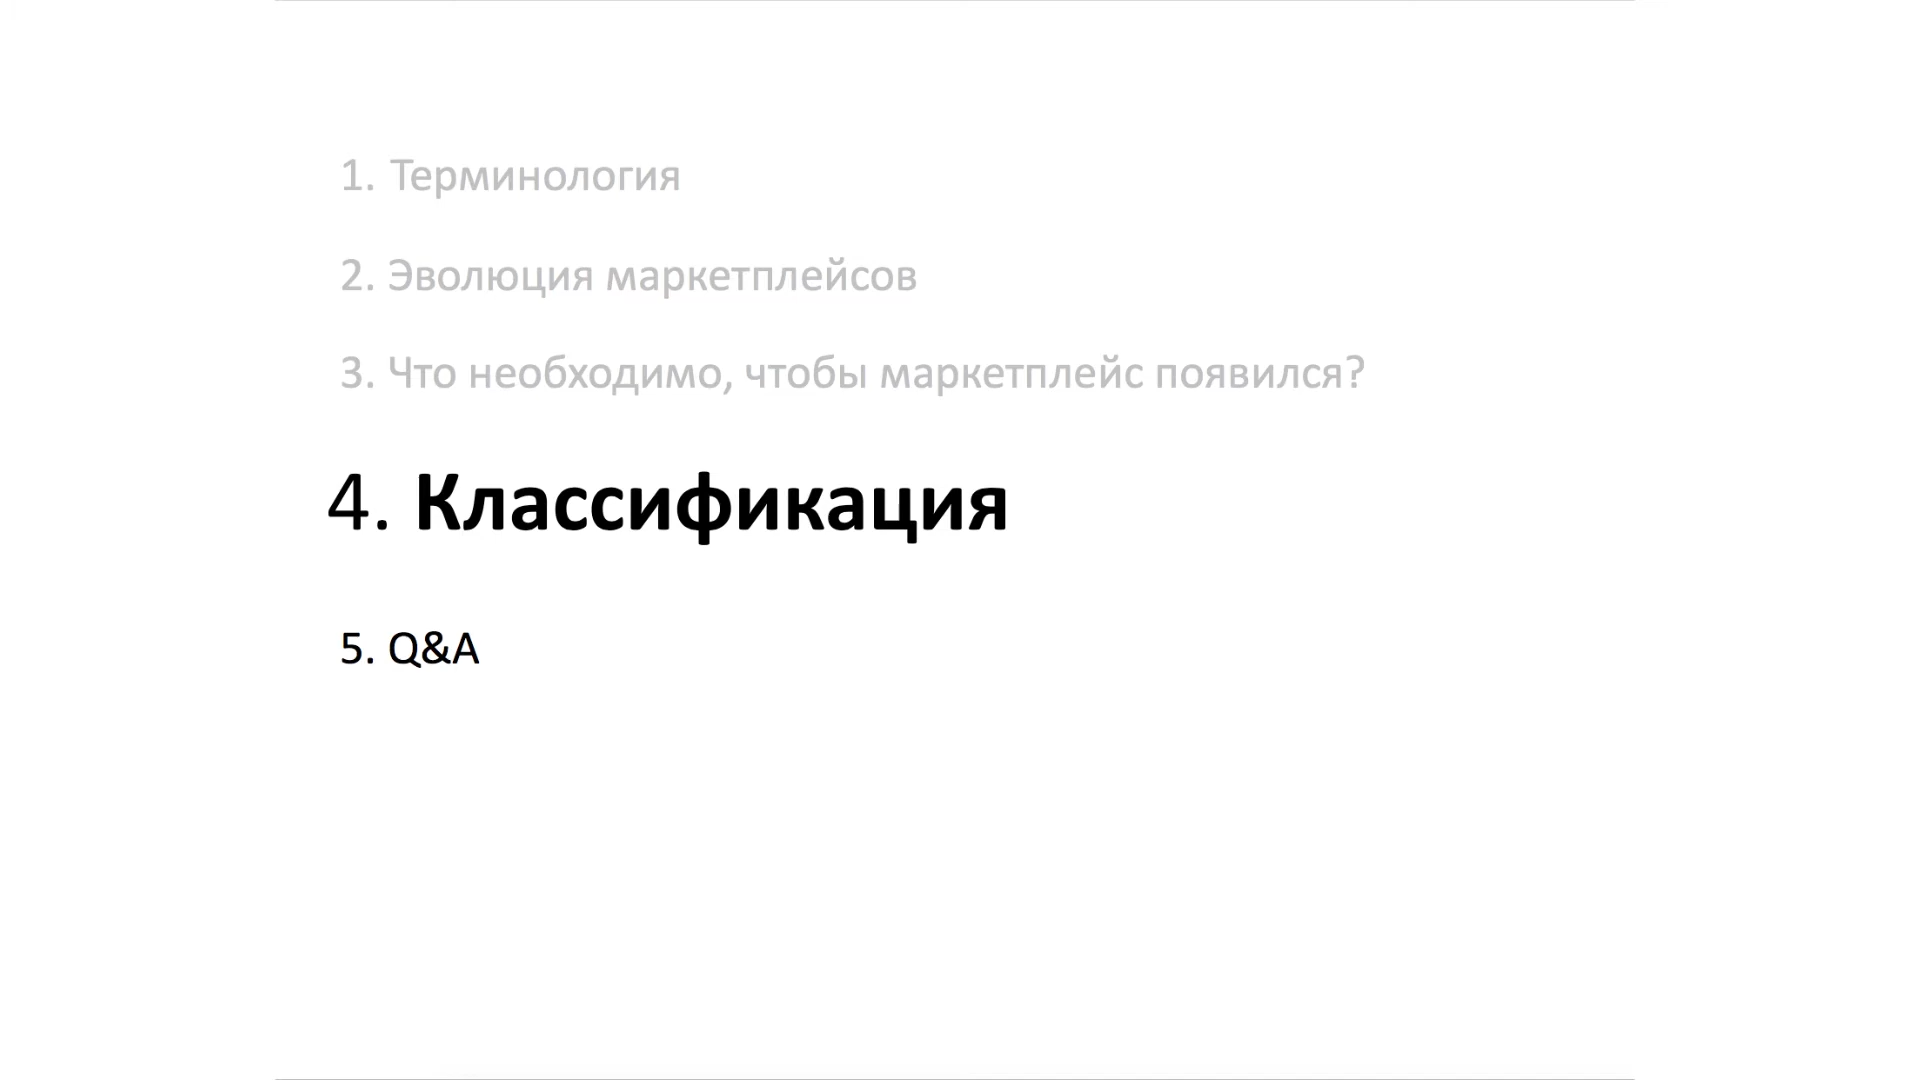 1. Терминология
2. Эволюция маркетплейсов
3. Что необходимо, чтобы маркетплейс появился?
4. Классификация
5. Q&A